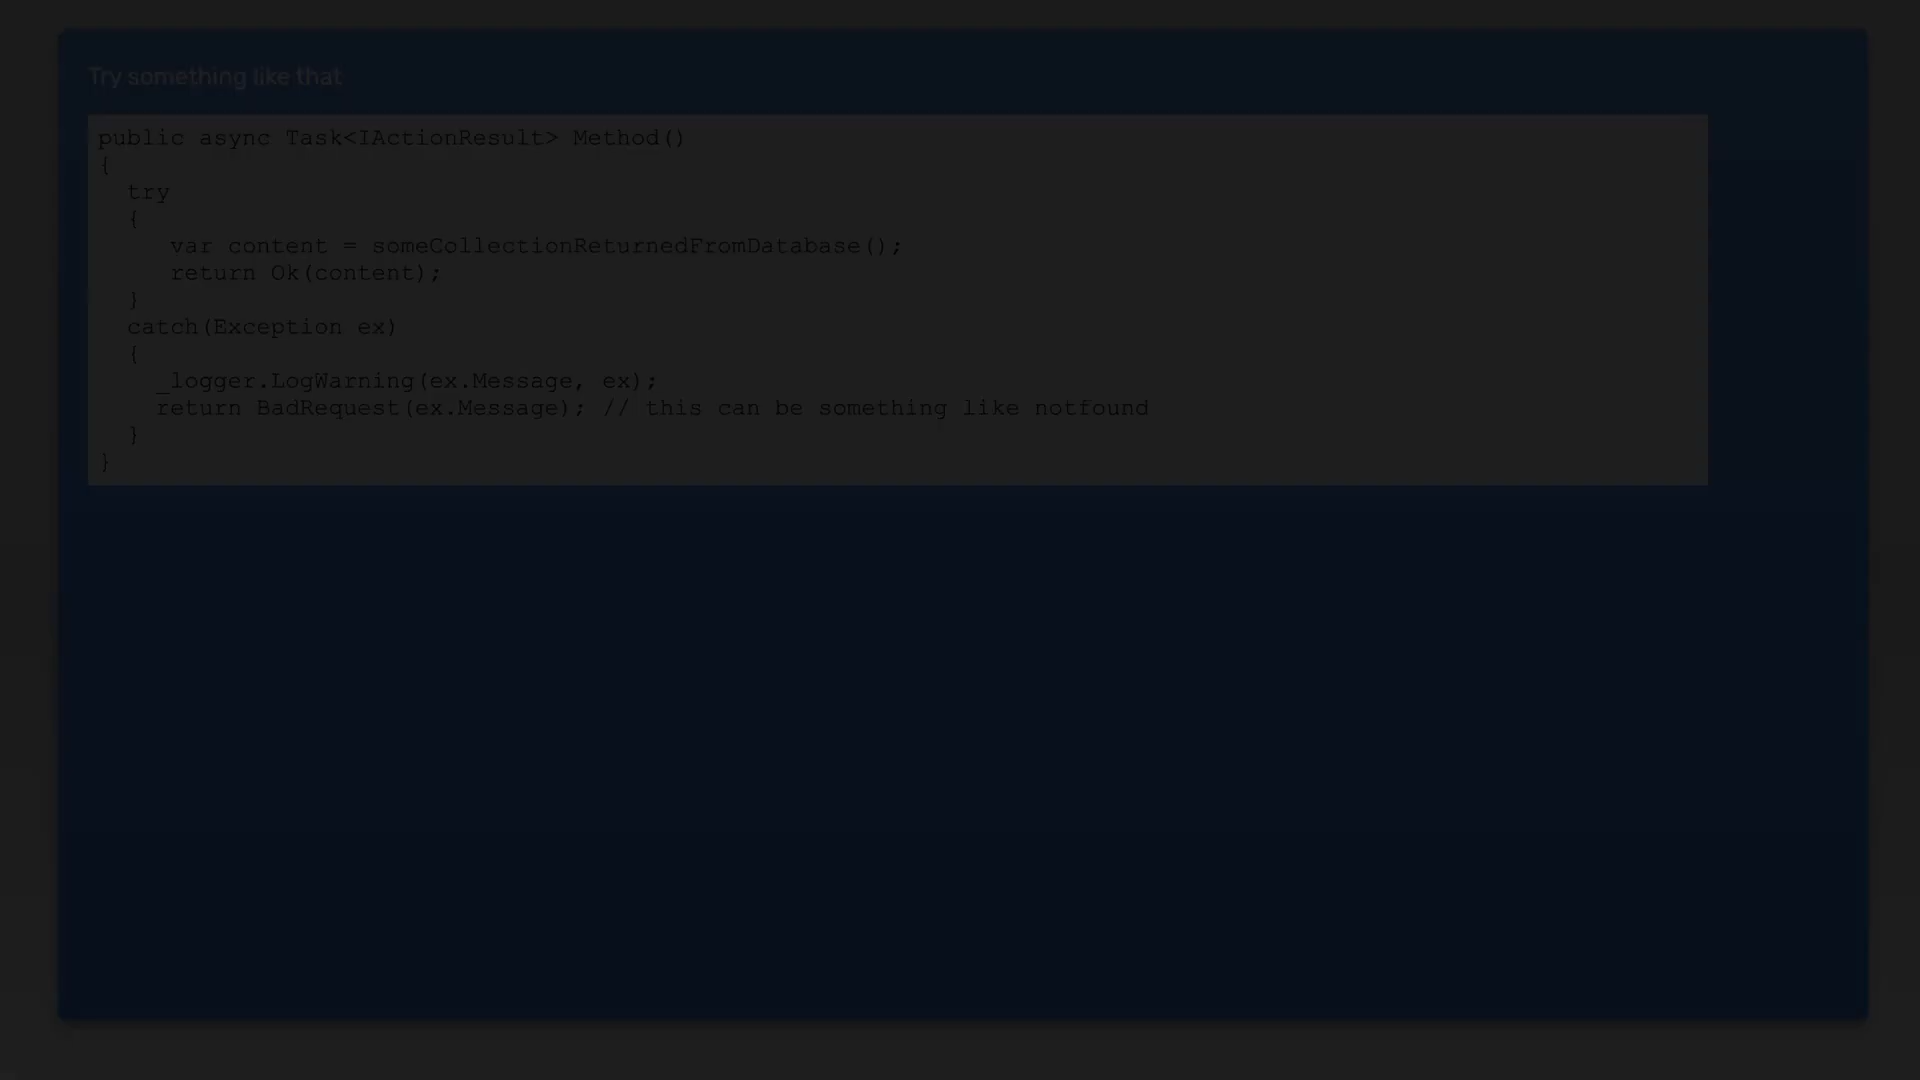 Try something like that
public async Task<IActionResult> Method()
{
  try
  {
     var content = someCollectionReturnedFromDatabase();
     return Ok(content);
  }
  catch(Exception ex)
  {
    _logger.LogWarning(ex.Message, ex);
    return BadRequest(ex.Message); // this can be something like notfound
  }
}